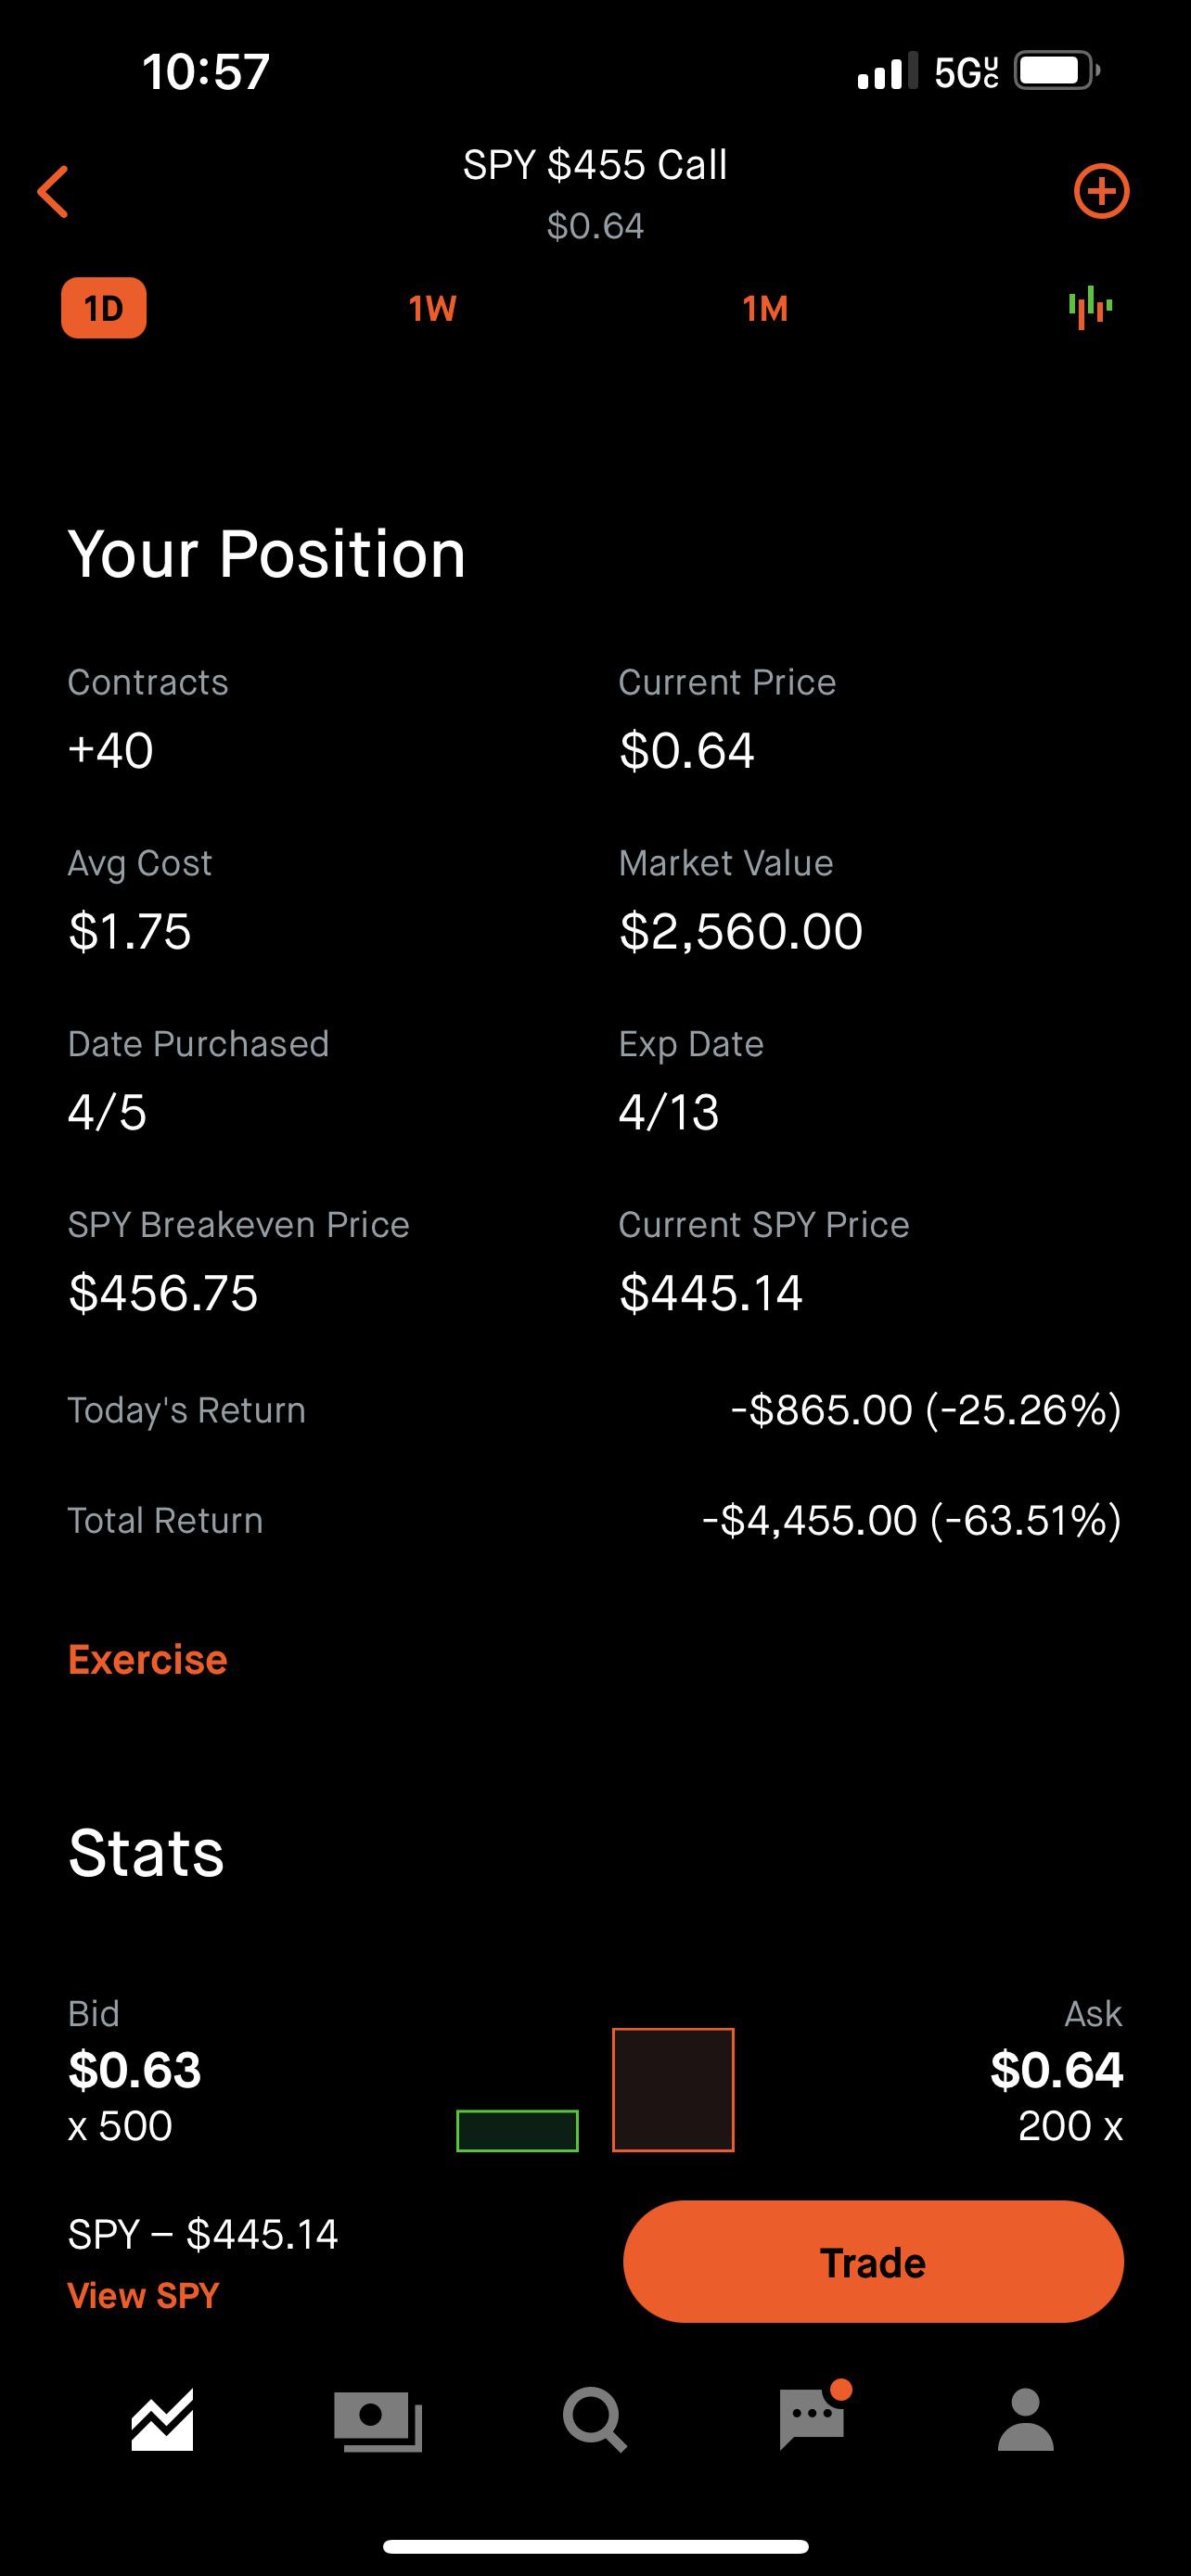 10:57
5GUC
SPY $455 Call
$0.64
1D 1W 1M
Your Position
Contracts Current Price
+40 $0.64
Avg Cost Market Value
$1.75 $2,560.00
Date Purchased Exp Date
4/5 4/13
SPY Breakeven Price Current SPY Price
$456.75 $445.14
Today's Return -$865.00 (-25.26%)
Total Return -$4,455.00 (-63.51%)
Exercise
Stats
Bid Ask
$0.63 $0.64
x 500 200 x
SPY – $445.14
View SPY
Trade